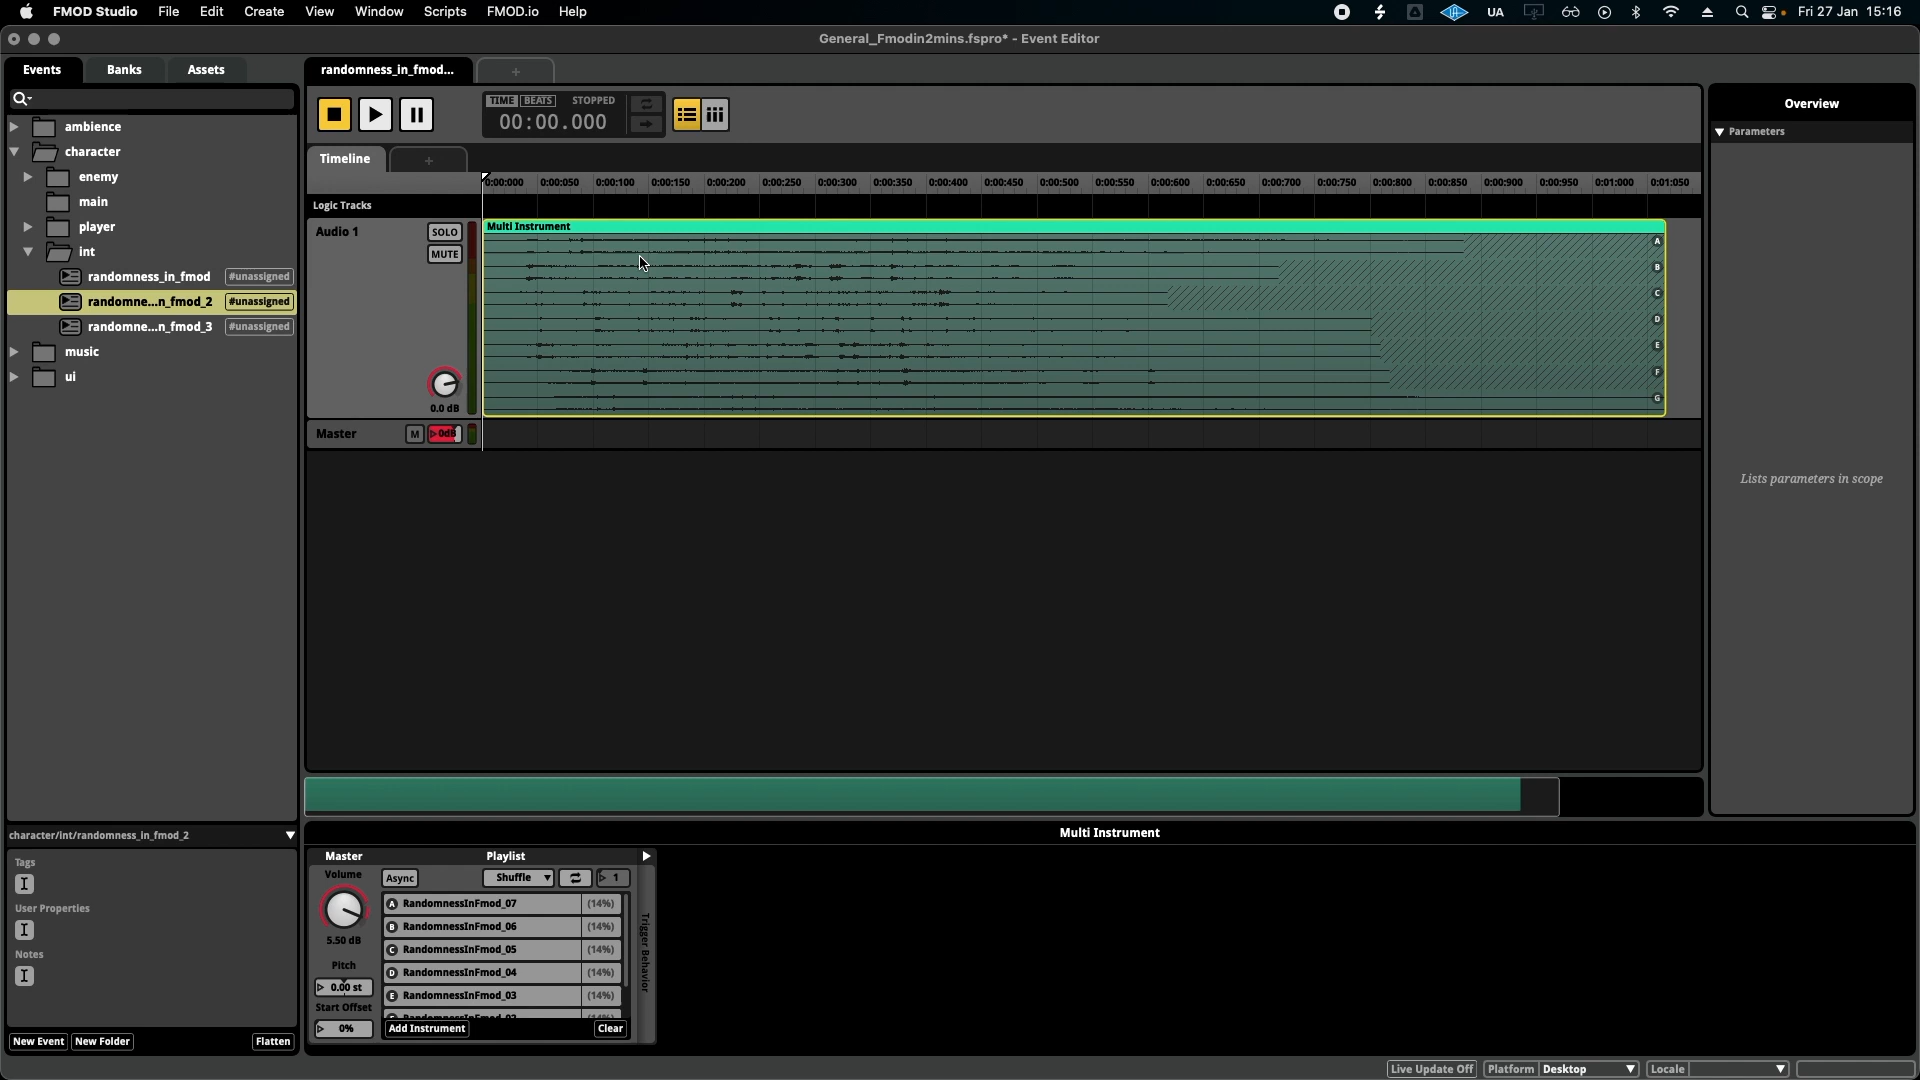 FMOD Studio File Edit Create View Window Scripts FMOD.io Help
UA Fri 27 Jan 15:16
General_Fmodin2mins.fspro* - Event Editor
Events Banks Assets
randomness_in_fmod... +
Overview
Parameters
Lists parameters in scope
ambience
character
enemy
main
player
int
randomness_in_fmod #unassigned
randomne...n_fmod_2 #unassigned
randomne...n_fmod_3 #unassigned
music
ui
TIME BEATS STOPPED
00:00.000
Timeline +
0:00:000 0:00:050 0:00:100 0:00:150 0:00:200 0:00:250 0:00:300 0:00:350 0:00:400 0:00:450 0:00:500 0:00:550 0:00:600 0:00:650 0:00:700 0:00:750 0:00:800 0:00:850 0:00:900 0:00:950 0:01:000 0:01:050
Logic Tracks
Audio 1 SOLO
MUTE
0.0 dB
Multi Instrument
A
B
C
D
E
F
G
Master M 0dB
character/int/randomness_in_fmod_2
Tags
User Properties
Notes
New Event New Folder Flatten
Multi Instrument
Master Playlist
Volume
5.50 dB
Pitch
0.00 st
Start Offset
0%
Async Shuffle 1
A RandomnessInFmod_07 (14%)
B RandomnessInFmod_06 (14%)
C RandomnessInFmod_05 (14%)
D RandomnessInFmod_04 (14%)
E RandomnessInFmod_03 (14%)
Add Instrument Clear
Trigger Behavior
Live Update Off Platform Desktop Locale